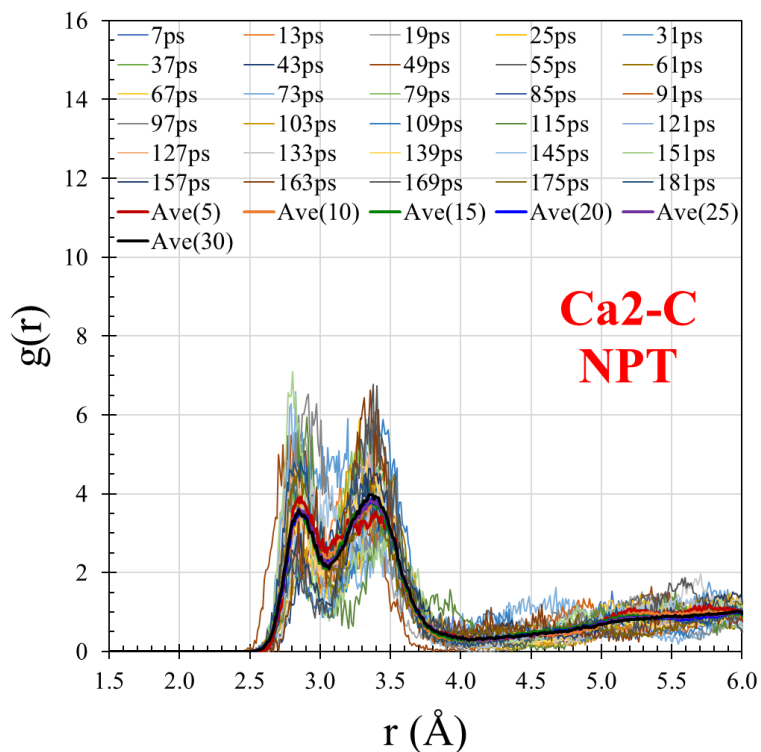 16
14
12
10
8
6
4
2
0
g(r)
7ps 13ps 19ps 25ps 31ps
37ps 43ps 49ps 55ps 61ps
67ps 73ps 79ps 85ps 91ps
97ps 103ps 109ps 115ps 121ps
127ps 133ps 139ps 145ps 151ps
157ps 163ps 169ps 175ps 181ps
Ave(5) Ave(10) Ave(15) Ave(20) Ave(25)
Ave(30)
Ca2-C
NPT
1.5 2.0 2.5 3.0 3.5 4.0 4.5 5.0 5.5 6.0
r (Å)